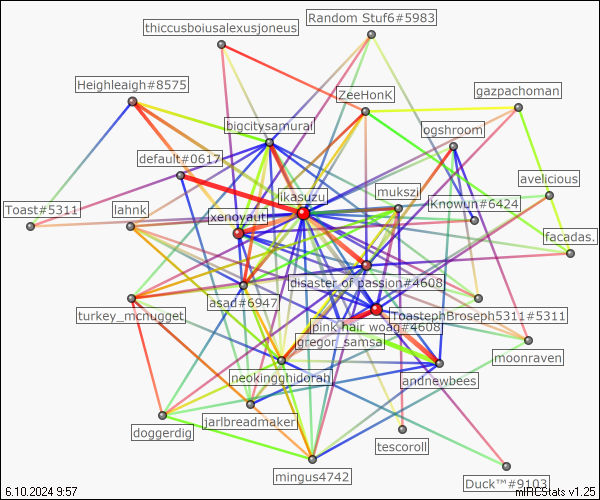 Random Stuf6#5983
thiccusboiusalexusjoneus
Heighleaigh#8575
ZeeHonK
gazpachoman
bigcitysamurai
ogshroom
default#0617
avelicious
ikasuzu
mukszi
Toast#5311
lahnk
xenoyaut
Knowun#6424
facadas.
disaster of passion#4608
asad#6947
turkey_mcnugget
pink hair woag#4608
ToastephBroseph5311#5311
gregor_samsa
moonraven
neokingghidorah
andnewbees
jarlbreadmaker
doggerdig
tescoroll
mingus4742
Duck™#9103
6.10.2024 9:57
mIRCStats v1.25